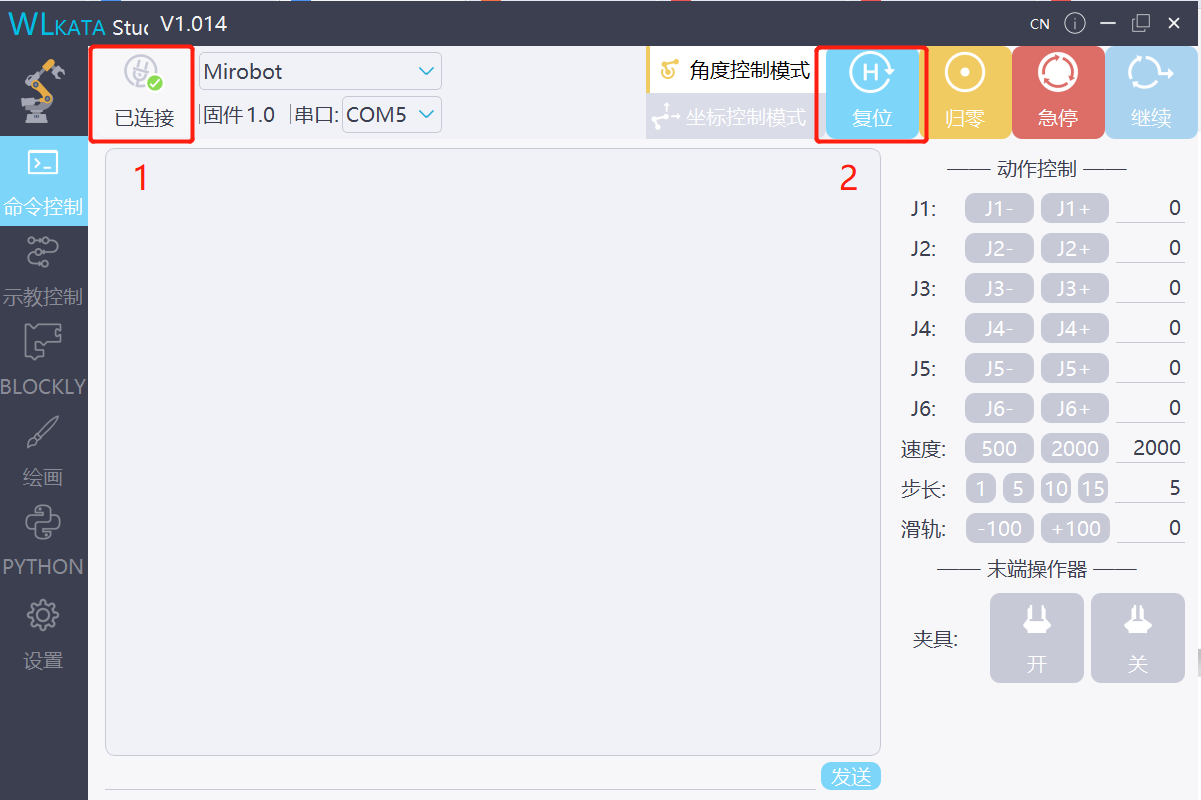 WLKATA Stuc V1.014
CN
已连接
Mirobot
固件 1.0
串口: COM5
角度控制模式
坐标控制模式
复位
归零
急停
继续
1
2
命令控制
示教控制
BLOCKLY
绘画
PYTHON
设置
动作控制
J1: J1- J1+ 0
J2: J2- J2+ 0
J3: J3- J3+ 0
J4: J4- J4+ 0
J5: J5- J5+ 0
J6: J6- J6+ 0
速度: 500 2000 2000
步长: 1 5 10 15 5
滑轨: -100 +100 0
末端操作器
夹具: 开 关
发送